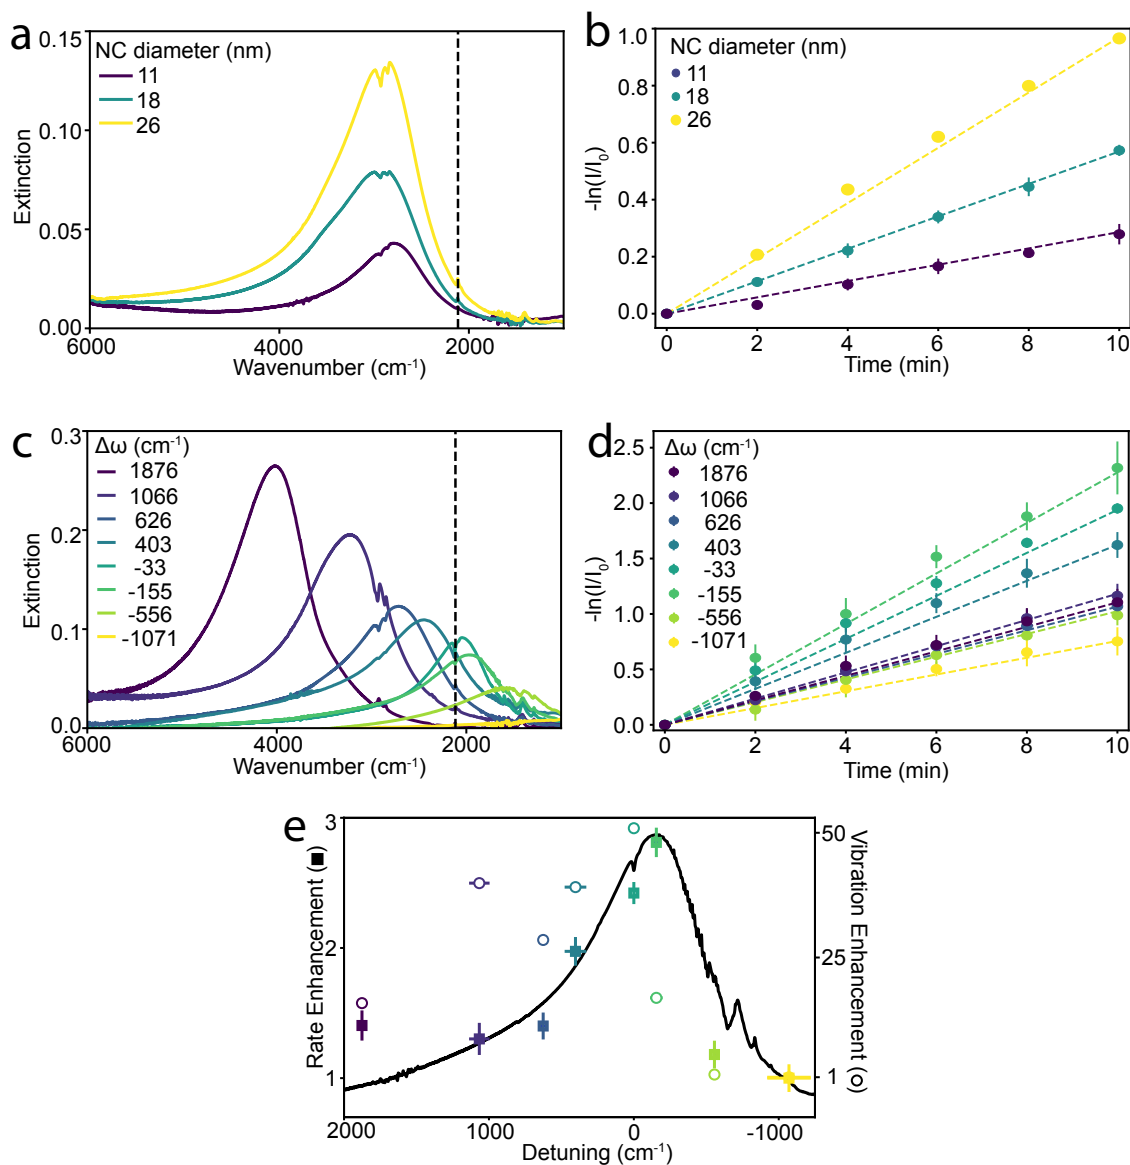 a
0.15
0.10
0.05
0.00
Extinction
NC diameter (nm)
11
18
26
6000 4000 2000
Wavenumber (cm⁻¹)
b
1.0
0.8
0.6
0.4
0.2
0.0
-ln(I/I₀)
NC diameter (nm)
11
18
26
0 2 4 6 8 10
Time (min)
c
0.3
0.2
0.1
0.0
Extinction
Δω (cm⁻¹)
1876
1066
626
403
-33
-155
-556
-1071
6000 4000 2000
Wavenumber (cm⁻¹)
d
2.5
2.0
1.5
1.0
0.5
0.0
-ln(I/I₀)
Δω (cm⁻¹)
1876
1066
626
403
-33
-155
-556
-1071
0 2 4 6 8 10
Time (min)
e
3
2
1
Rate Enhancement (■)
50
25
1
Vibration Enhancement (○)
2000 1000 0 -1000
Detuning (cm⁻¹)